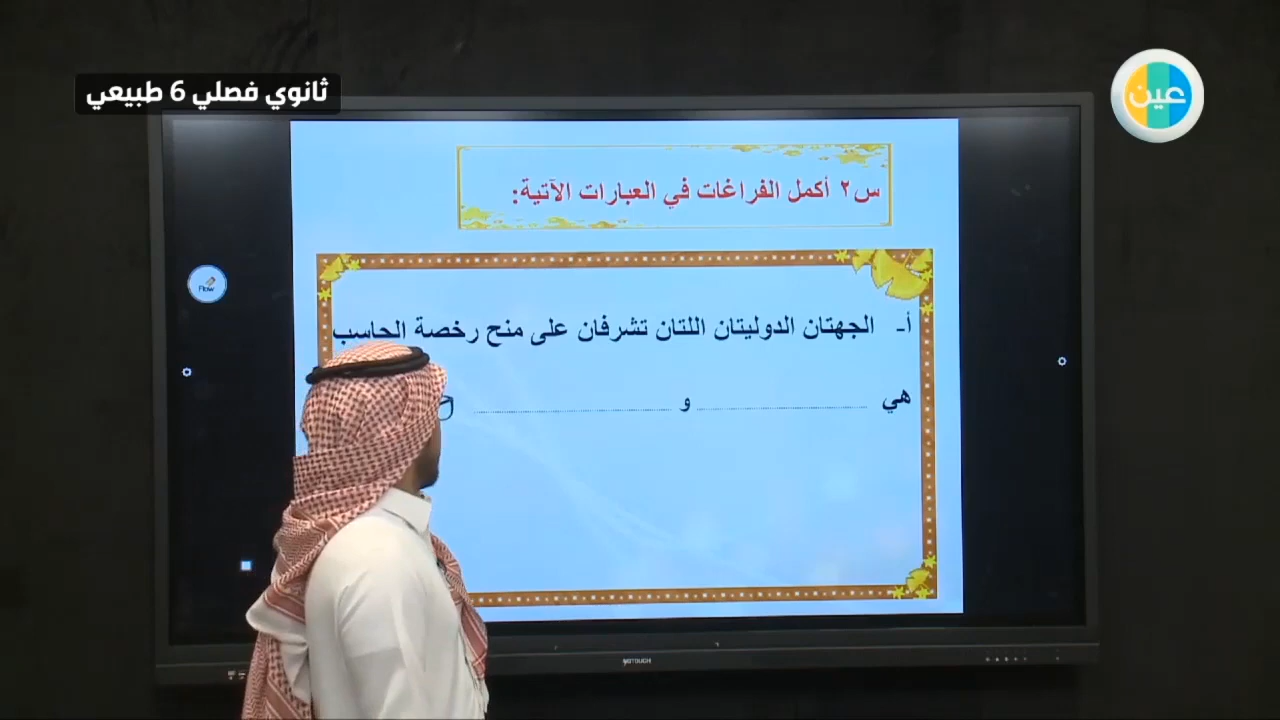 ثانوي فصلي 6 طبيعي
عين
س٢ أكمل الفراغات في العبارات الآتية:
أ- الجهتان الدوليتان اللتان تشرفان على منح رخصة الحاسب
هي ........................ و ........................
Flow